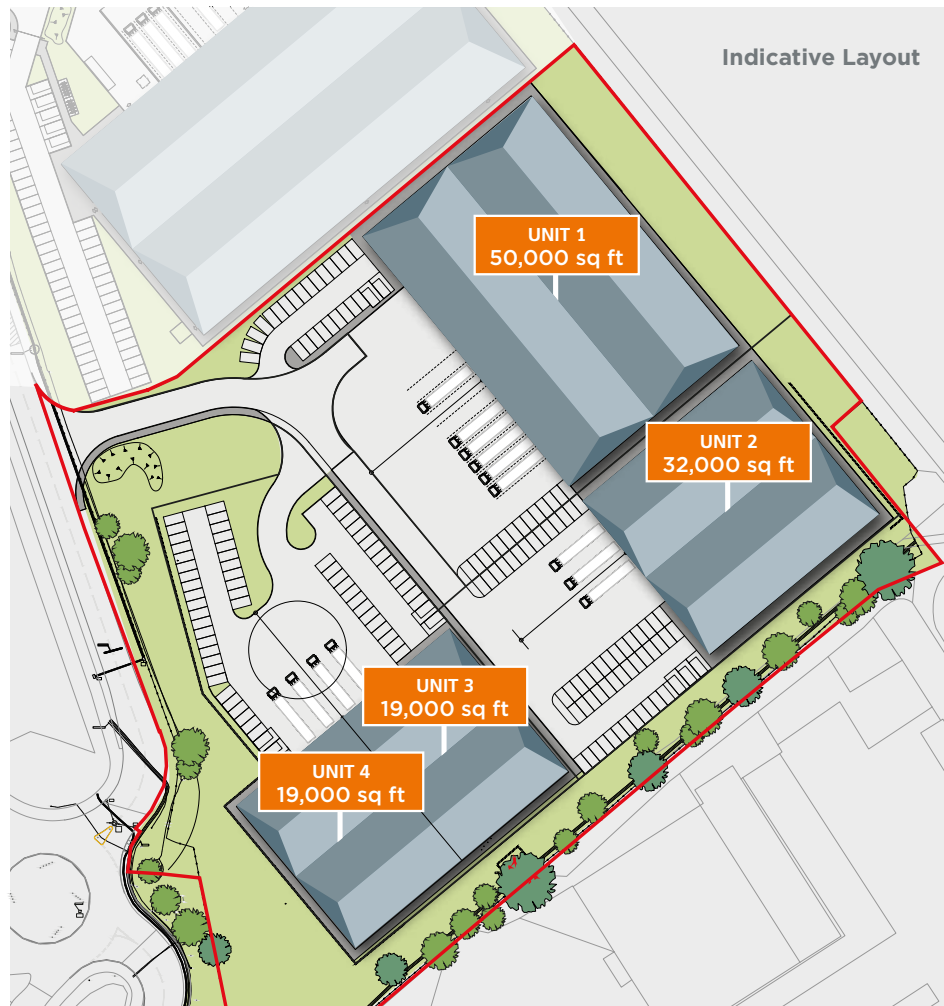 Indicative Layout
UNIT 1
50,000 sq ft
UNIT 2
32,000 sq ft
UNIT 3
19,000 sq ft
UNIT 4
19,000 sq ft